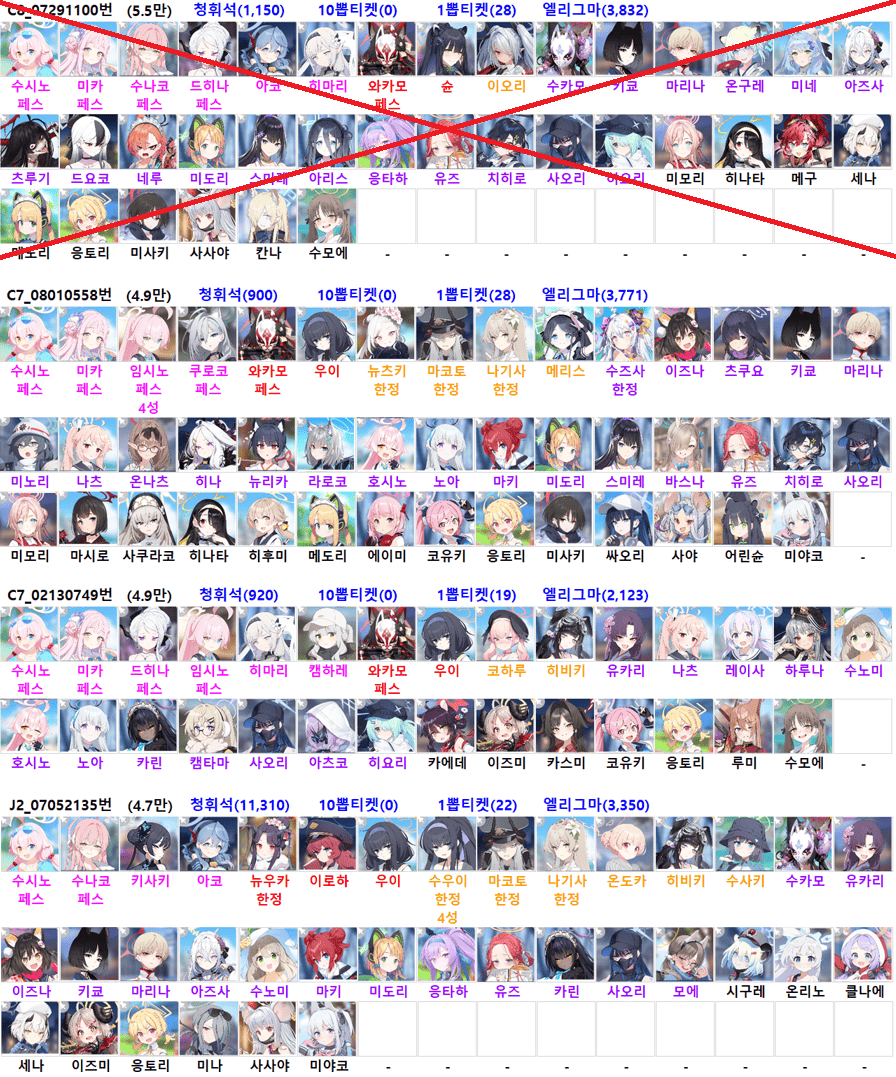 C8_07291100번 (5.5만) 청휘석(1,150) 10뽑티켓(0) 1뽑티켓(28) 엘리그마(3,832)
수시노 미카 수나코 드히나 아코 히마리 와카모 슌 이오리 수카모 키쿄 마리나 온구레 미네 아즈사
페스 페스 페스 페스 페스
츠루기 드요코 네루 미도리 스미레 아리스 응타하 유즈 치히로 사오리 히요리 미모리 히나타 메구 세나
메도리 응토리 미사키 사사야 칸나 수모에 - - - - - - - - -
C7_08010558번 (4.9만) 청휘석(900) 10뽑티켓(0) 1뽑티켓(28) 엘리그마(3,771)
수시노 미카 임시노 쿠로코 와카모 우이 뉴츠키 마코토 나기사 메리스 수즈사 이즈나 츠쿠요 키쿄 마리나
페스 페스 페스 페스 페스 한정 한정 한정 한정
4성
미노리 나츠 온나츠 히나 뉴리카 라로코 호시노 노아 마키 미도리 스미레 바스나 유즈 치히로 사오리
미모리 마시로 사쿠라코 히나타 히후미 메도리 에이미 코유키 응토리 미사키 싸오리 사야 어린슌 미야코 -
C7_02130749번 (4.9만) 청휘석(920) 10뽑티켓(0) 1뽑티켓(19) 엘리그마(2,123)
수시노 미카 드히나 임시노 히마리 캠하레 와카모 우이 코하루 히비키 유카리 나츠 레이사 하루나 수노미
페스 페스 페스 페스 페스
호시노 노아 카린 캠타마 사오리 아츠코 히요리 카에데 이즈미 카스미 코유키 응토리 루미 수모에 -
J2_07052135번 (4.7만) 청휘석(11,310) 10뽑티켓(0) 1뽑티켓(22) 엘리그마(3,350)
수시노 수나코 키사키 아코 뉴우카 이로하 우이 수우이 마코토 나기사 온도카 히비키 수사키 수카모 유카리
페스 페스 한정 한정 한정 한정
4성
이즈나 키쿄 마리나 아즈사 수노미 마키 미도리 응타하 유즈 카린 사오리 모에 시구레 온리노 클나에
세나 이즈미 응토리 미나 사사야 미야코 - - - - - - - - -